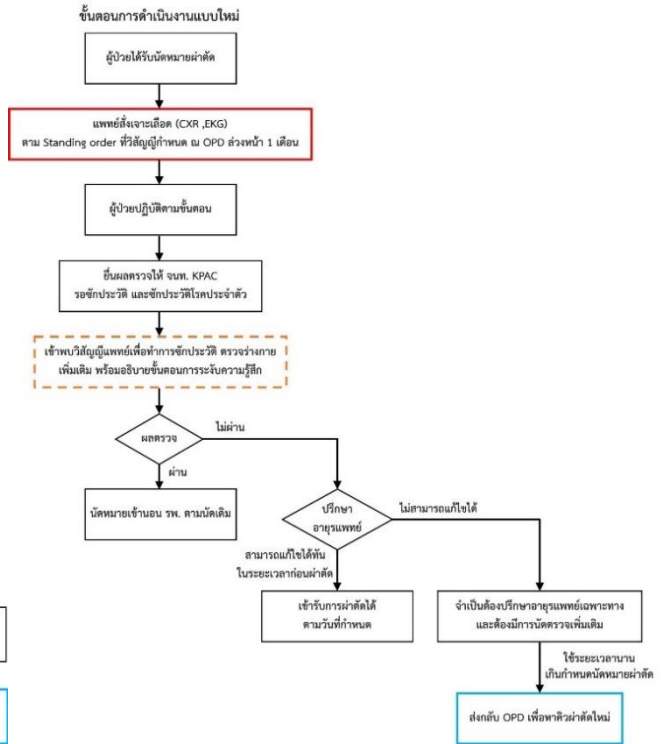 ขั้นตอนการดำเนินงานแบบใหม่
ผู้ป่วยได้รับนัดหมายผ่าตัด
แพทย์สั่งเจาะเลือด (CXR ,EKG)
ตาม Standing order ที่วิสัญญีกำหนด ณ OPD ล่วงหน้า 1 เดือน
ผู้ป่วยปฏิบัติตามขั้นตอน
ยื่นผลตรวจให้ จนท. KPAC
รอซักประวัติ และซักประวัติโรคประจำตัว
เข้าพบวิสัญญีแพทย์เพื่อทำการซักประวัติ ตรวจร่างกาย
เพิ่มเติม พร้อมอธิบายขั้นตอนการระงับความรู้สึก
ผลตรวจ
ไม่ผ่าน
ผ่าน
นัดหมายเข้านอน รพ. ตามนัดเดิม
ปรึกษา
อายุรแพทย์
ไม่สามารถแก้ไขได้
สามารถแก้ไขได้ทัน
ในระยะเวลาก่อนผ่าตัด
เข้ารับการผ่าตัดได้
ตามวันที่กำหนด
จำเป็นต้องปรึกษาอายุรแพทย์เฉพาะทาง
และต้องมีการนัดตรวจเพิ่มเติม
ใช้ระยะเวลานาน
เกินกำหนดนัดหมายผ่าตัด
ส่งกลับ OPD เพื่อหาคิวผ่าตัดใหม่